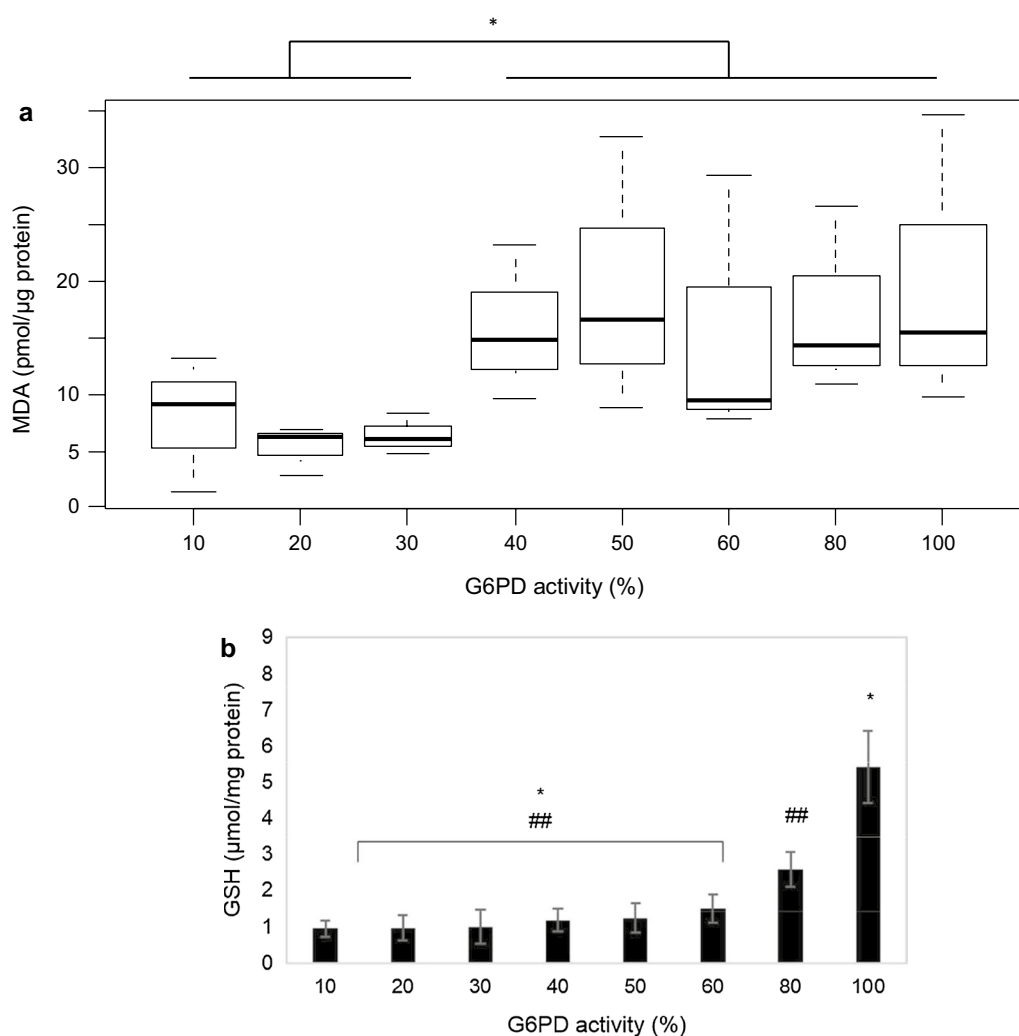 *
a
MDA (pmol/µg protein)
30
20
10
5
0
10 20 30 40 50 60 80 100
G6PD activity (%)
b
GSH (µmol/mg protein)
9
8
7
6
5
4
3
2
1
0
*
##
##
*
10 20 30 40 50 60 80 100
G6PD activity (%)